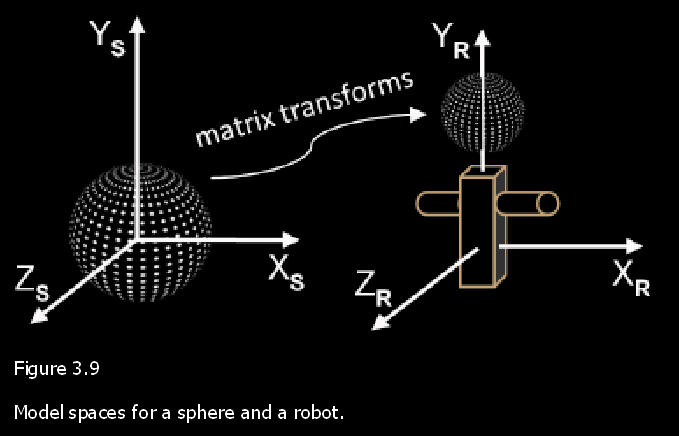 Y_S
Y_R
matrix transforms
X_S
Z_S
X_R
Z_R
Figure 3.9
Model spaces for a sphere and a robot.